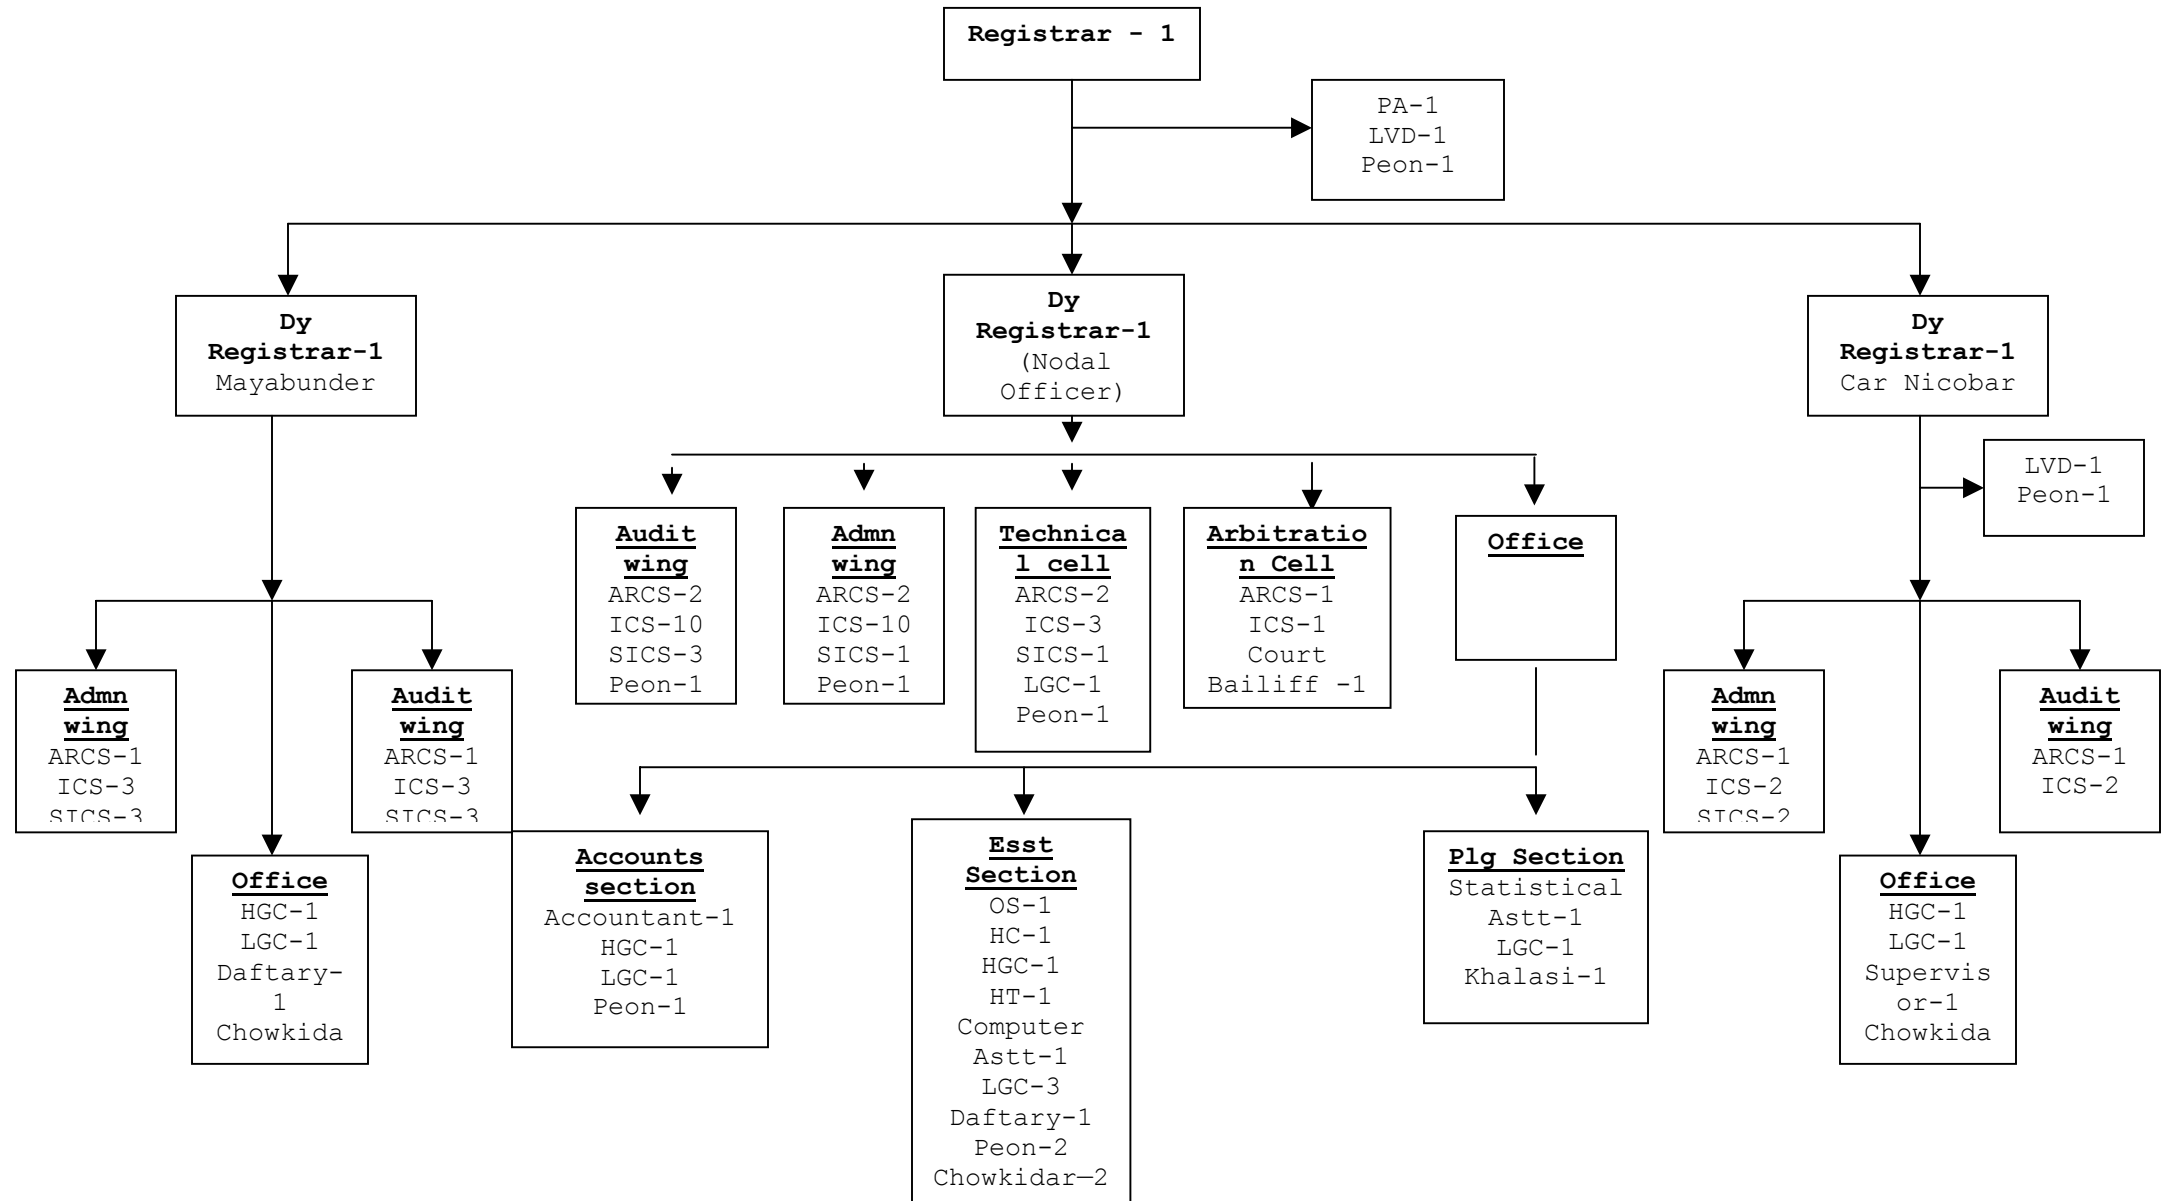 Registrar - 1
PA-1
LVD-1
Peon-1
Dy
Registrar-1
Mayabunder
Dy
Registrar-1
(Nodal
Officer)
Dy
Registrar-1
Car Nicobar
LVD-1
Peon-1
Audit
wing
ARCS-2
ICS-10
SICS-3
Peon-1
Admn
wing
ARCS-2
ICS-10
SICS-1
Peon-1
Technica
l cell
ARCS-2
ICS-3
SICS-1
LGC-1
Peon-1
Arbitratio
n Cell
ARCS-1
ICS-1
Court
Bailiff -1
Office
Admn
wing
ARCS-1
ICS-3
SICS-3
Audit
wing
ARCS-1
ICS-3
SICS-3
Admn
wing
ARCS-1
ICS-2
SICS-2
Audit
wing
ARCS-1
ICS-2
Office
HGC-1
LGC-1
Daftary-
1
Chowkida
Accounts
section
Accountant-1
HGC-1
LGC-1
Peon-1
Esst
Section
OS-1
HC-1
HGC-1
HT-1
Computer
Astt-1
LGC-3
Daftary-1
Peon-2
Chowkidar—2
Plg Section
Statistical
Astt-1
LGC-1
Khalasi-1
Office
HGC-1
LGC-1
Supervis
or-1
Chowkida